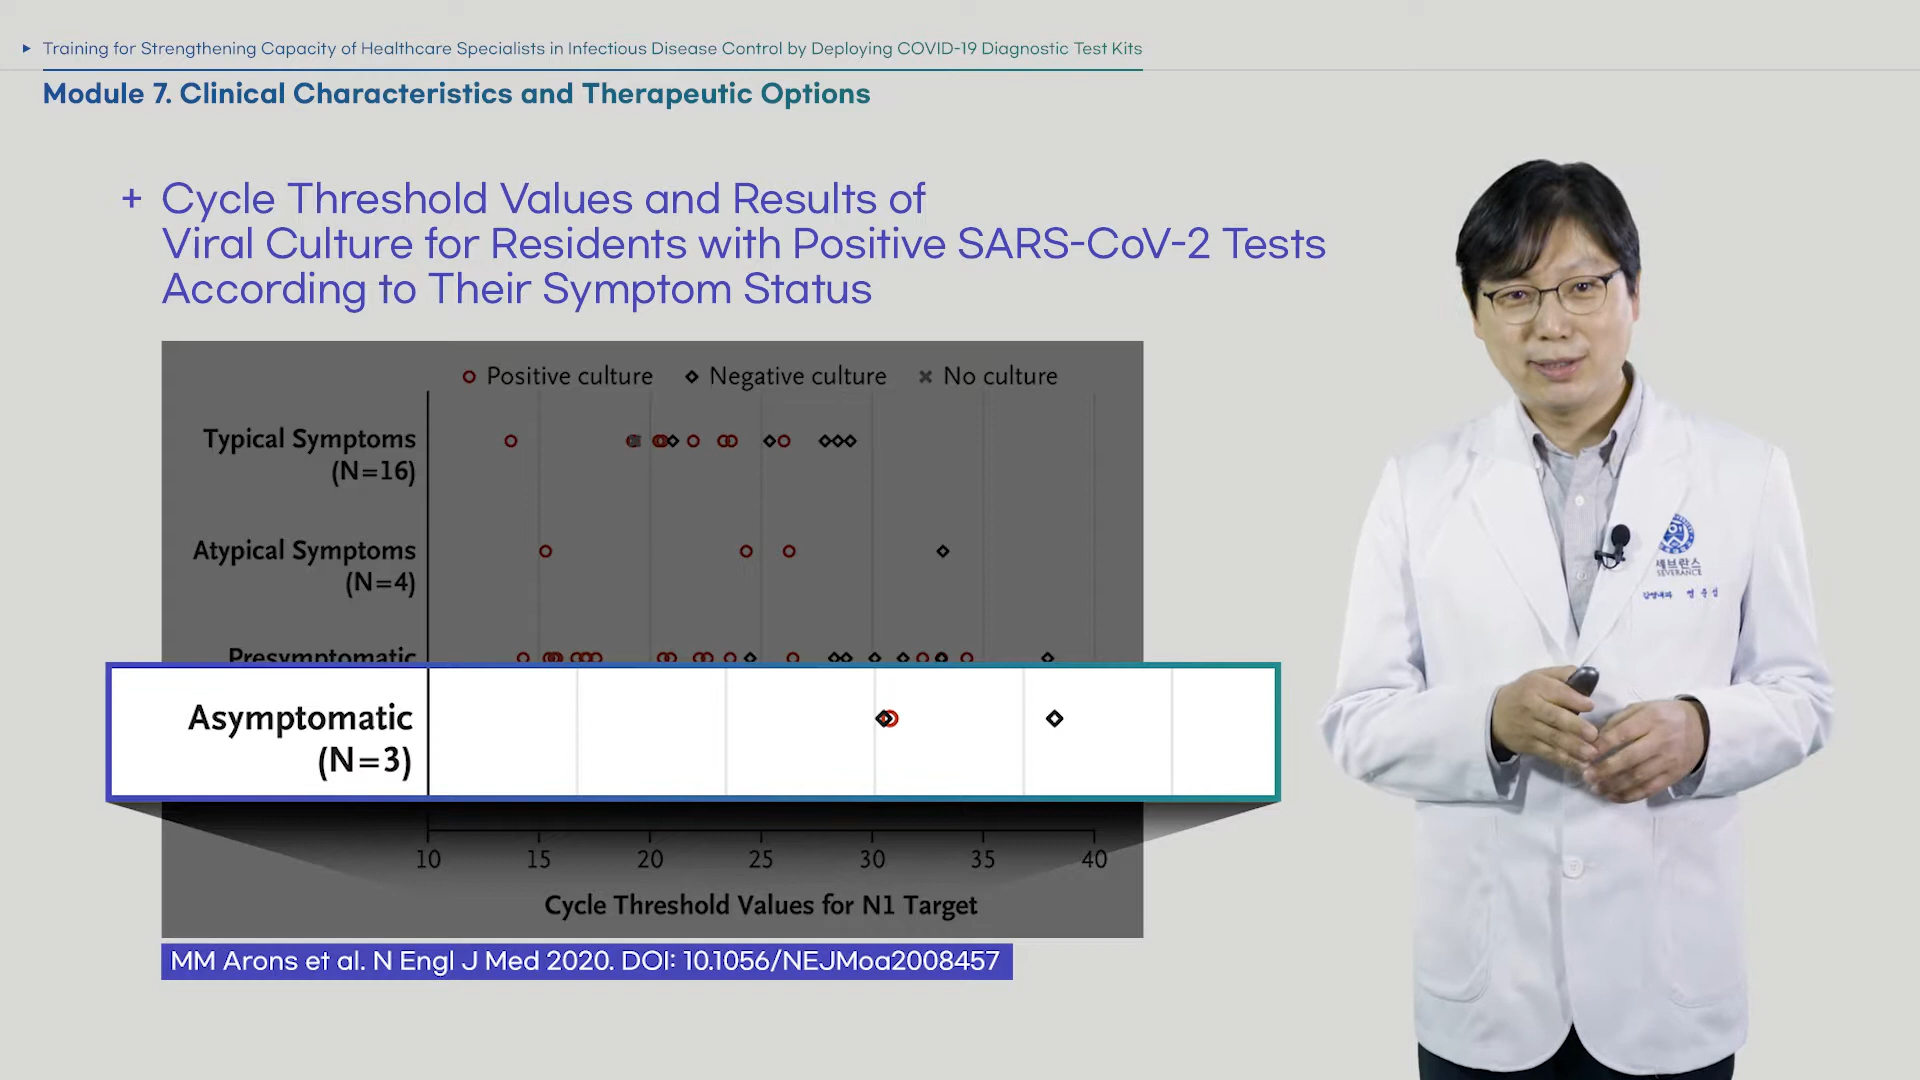 Training for Strengthening Capacity of Healthcare Specialists in Infectious Disease Control by Deploying COVID-19 Diagnostic Test Kits
Module 7. Clinical Characteristics and Therapeutic Options
+ Cycle Threshold Values and Results of
Viral Culture for Residents with Positive SARS-CoV-2 Tests
According to Their Symptom Status
Positive culture Negative culture No culture
Typical Symptoms
(N=16)
Atypical Symptoms
(N=4)
Presymptomatic
Asymptomatic
(N=3)
10 15 20 25 30 35 40
Cycle Threshold Values for N1 Target
MM Arons et al. N Engl J Med 2020. DOI: 10.1056/NEJMoa2008457
세브란스
SEVERANCE